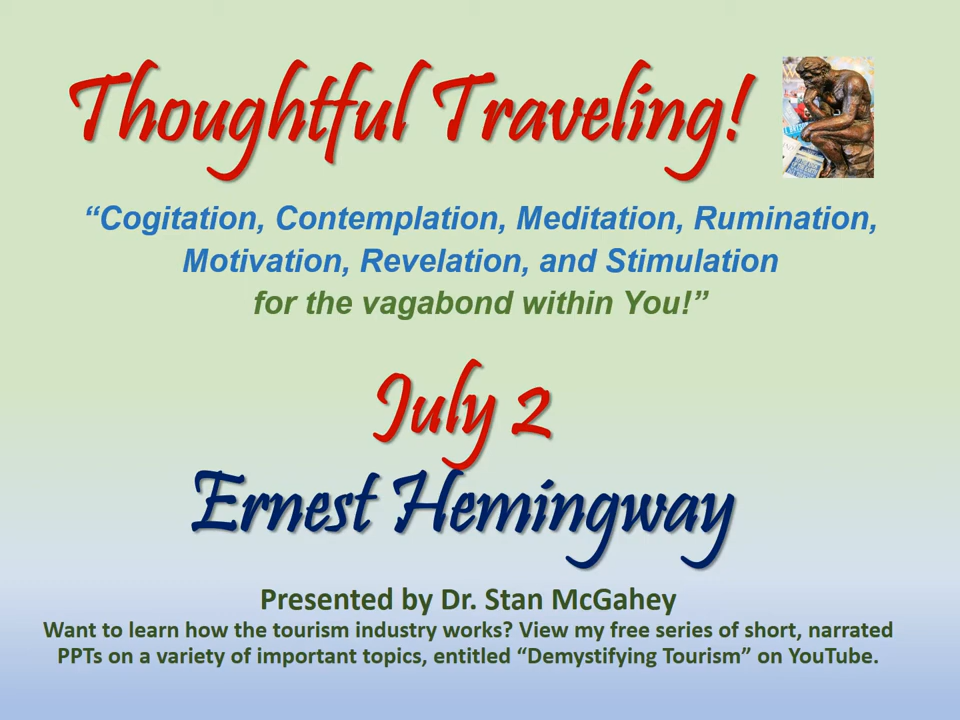 Thoughtful Traveling!
“Cogitation, Contemplation, Meditation, Rumination,
Motivation, Revelation, and Stimulation
for the vagabond within You!”
July 2
Ernest Hemingway
Presented by Dr. Stan McGahey
Want to learn how the tourism industry works? View my free series of short, narrated
PPTs on a variety of important topics, entitled “Demystifying Tourism” on YouTube.